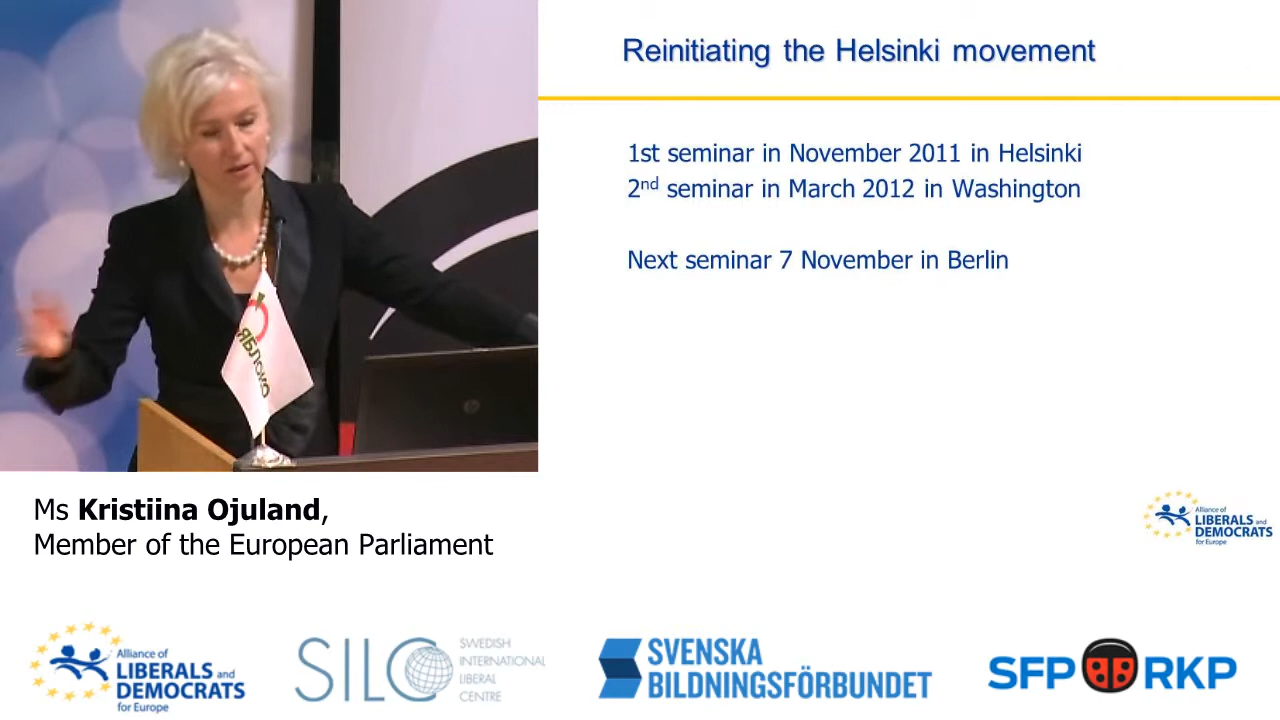 Reinitiating the Helsinki movement
1st seminar in November 2011 in Helsinki
2nd seminar in March 2012 in Washington
Next seminar 7 November in Berlin
ЯБЛОКО
Ms Kristiina Ojuland,
Member of the European Parliament
Alliance of
LIBERALS and
DEMOCRATS
for Europe
Alliance of
LIBERALS and
DEMOCRATS
for Europe
SILC
SWEDISH
INTERNATIONAL
LIBERAL
CENTRE
SVENSKA
BILDNINGSFÖRBUNDET
SFP RKP